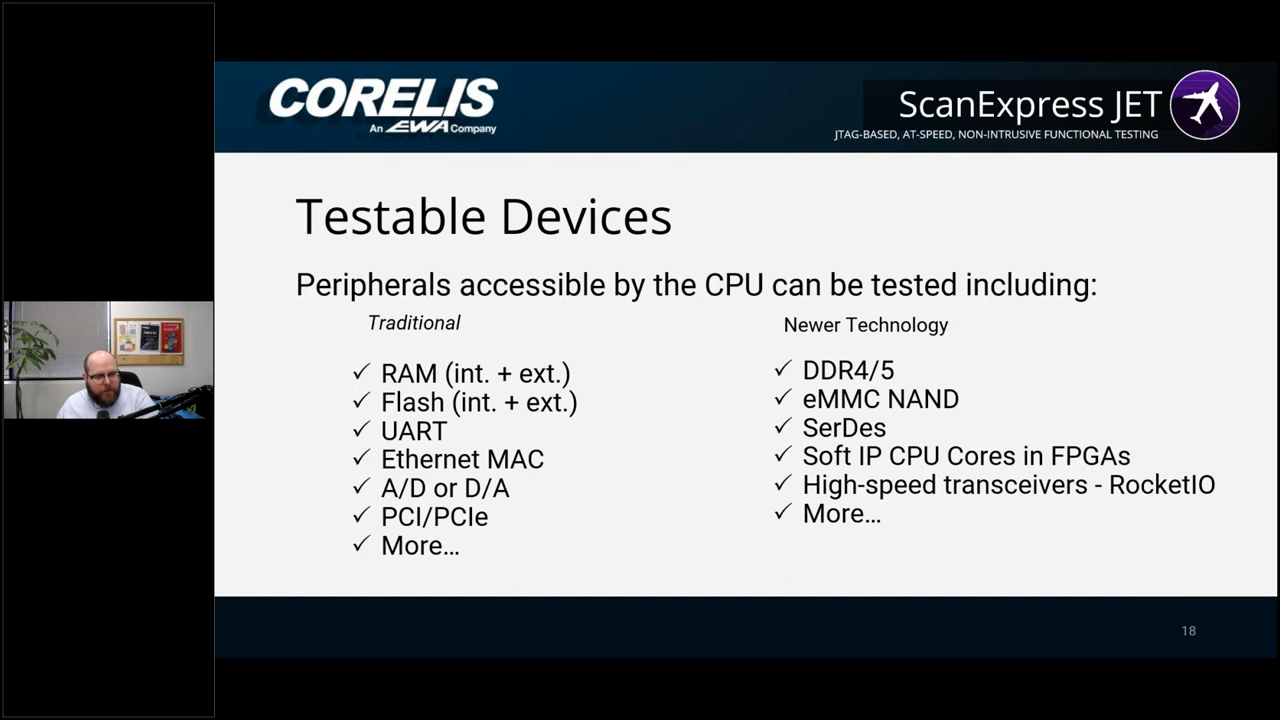 CORELIS
An EWA Company
ScanExpress JET
JTAG-BASED, AT-SPEED, NON-INTRUSIVE FUNCTIONAL TESTING
Testable Devices
Peripherals accessible by the CPU can be tested including:
Traditional
✓ RAM (int. + ext.)
✓ Flash (int. + ext.)
✓ UART
✓ Ethernet MAC
✓ A/D or D/A
✓ PCI/PCIe
✓ More…
Newer Technology
✓ DDR4/5
✓ eMMC NAND
✓ SerDes
✓ Soft IP CPU Cores in FPGAs
✓ High-speed transceivers - RocketIO
✓ More…
18